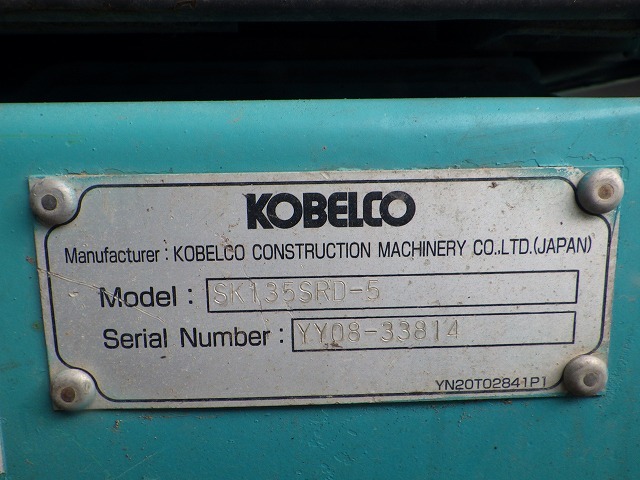 KOBELCO
Manufacturer : KOBELCO CONSTRUCTION MACHINERY CO.,LTD.(JAPAN)
Model : SK135SRD-5
Serial Number : YY08-33814
YN20T02841P1